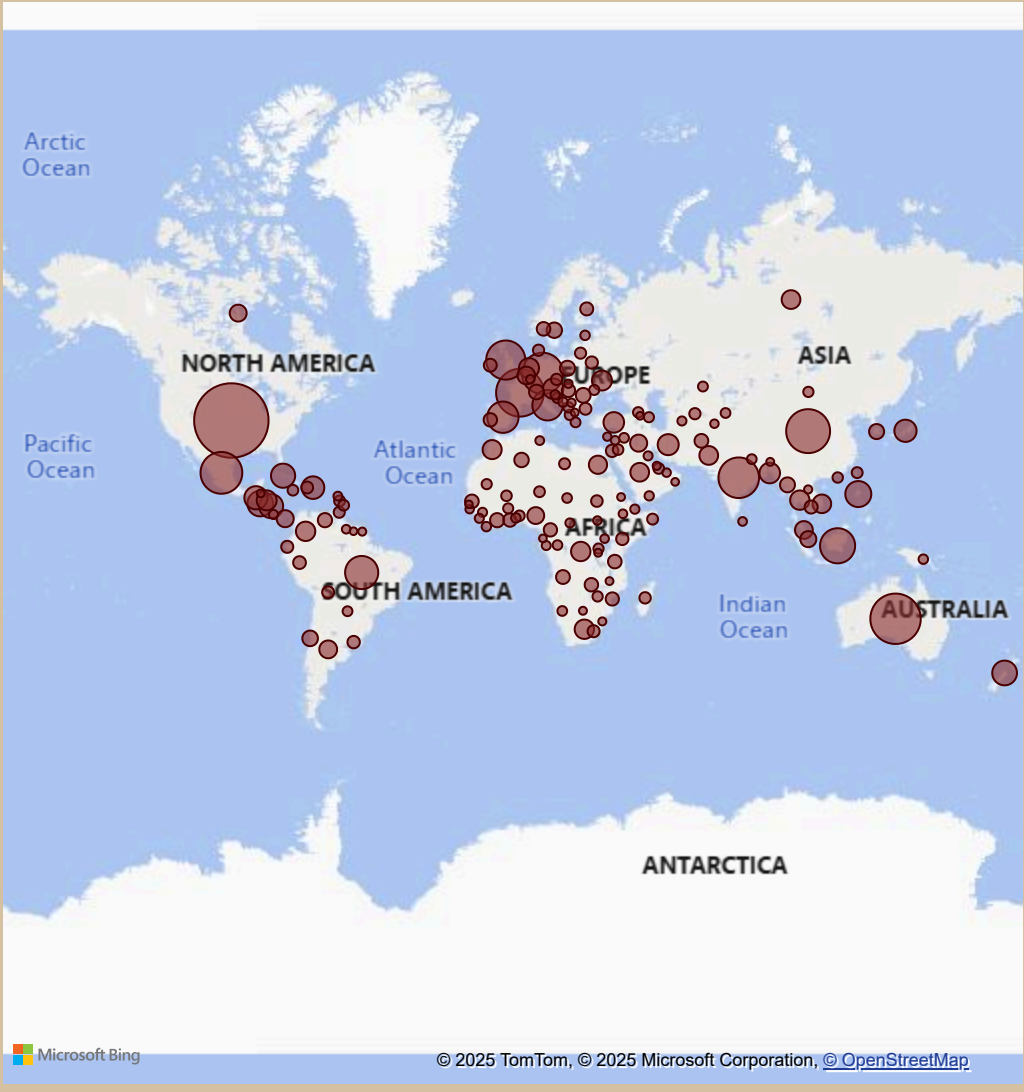 Arctic
Ocean
NORTH AMERICA
EUROPE
ASIA
Pacific
Ocean
Atlantic
Ocean
AFRICA
SOUTH AMERICA
Indian
Ocean
AUSTRALIA
ANTARCTICA
Microsoft Bing
© 2025 TomTom, © 2025 Microsoft Corporation, © OpenStreetMap